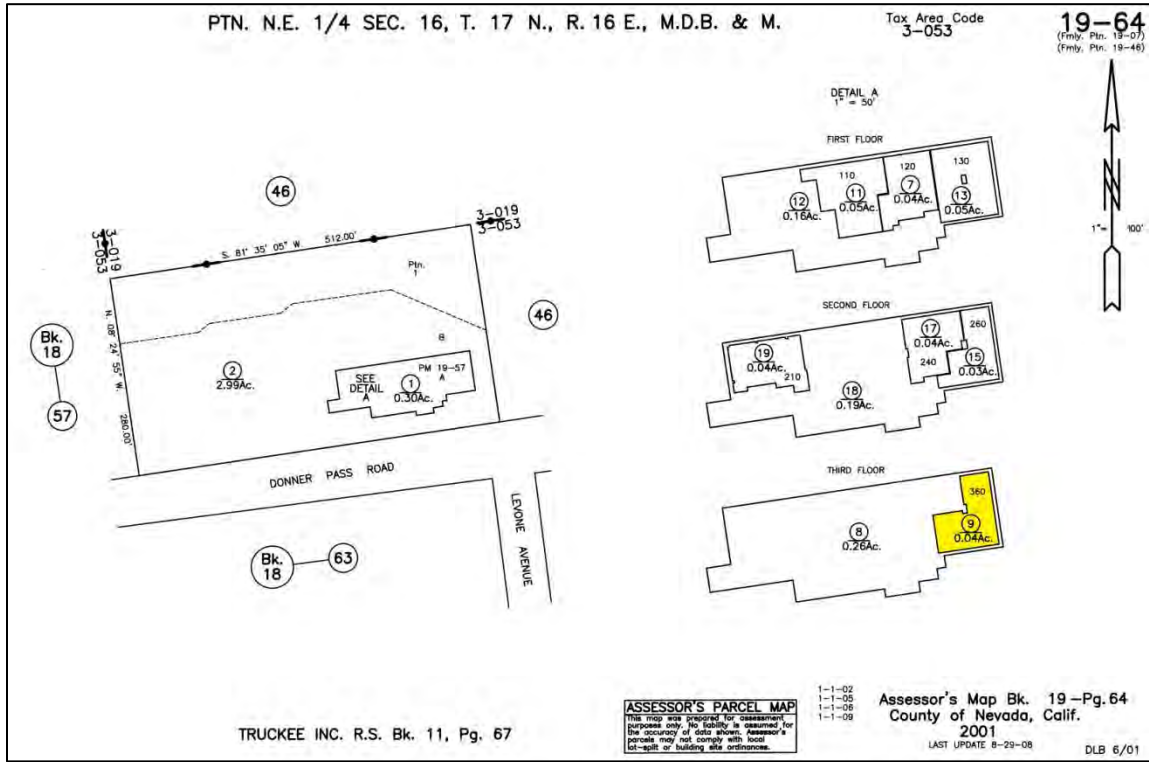 PTN. N.E. 1/4 SEC. 16, T. 17 N., R. 16 E., M.D.B. & M.
Tax Area Code
3-053
19-64
(Fmly. Ptn. 19-07)
(Fmly. Ptn. 19-46)
DETAIL A
1" = 50'
FIRST FLOOR
110
120
130
12
0.16Ac.
11
0.05Ac.
7
0.04Ac.
13
0.05Ac.
N
1"= 100'
46
3-019
3-053
3-019
3-053
S. 81° 35' 05" W. 512.00'
Ptn.
1
N. 08° 24' 55" W. 280.00'
Bk.
18
57
46
B
2
2.99Ac.
SEE
DETAIL
A
PM 19-57
A
1
0.30Ac.
DONNER PASS ROAD
LEVONE AVENUE
Bk.
18
63
SECOND FLOOR
19
0.04Ac.
210
17
0.04Ac.
240
260
15
0.03Ac.
18
0.19Ac.
THIRD FLOOR
360
8
0.26Ac.
9
0.04Ac.
TRUCKEE INC. R.S. Bk. 11, Pg. 67
ASSESSOR'S PARCEL MAP
This map was prepared for assessment
purposes only. No liability is assumed for
the accuracy of data shown. Assessor's
parcels may not comply with local
lot-split or building site ordinances.
1-1-02
1-1-05
1-1-06
1-1-09
Assessor's Map Bk. 19-Pg. 64
County of Nevada, Calif.
2001
LAST UPDATE 8-29-08
DLB 6/01